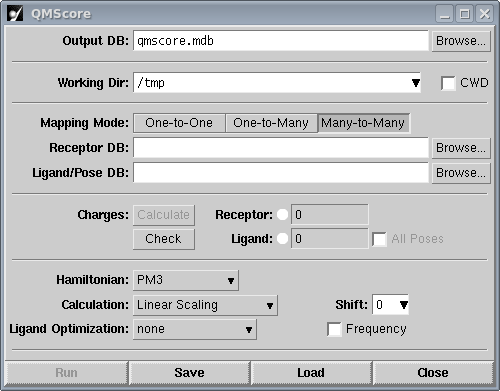 QMScore
Output DB: qmscore.mdb Browse...
Working Dir: /tmp CWD
Mapping Mode: One-to-One One-to-Many Many-to-Many
Receptor DB: Browse...
Ligand/Pose DB: Browse...
Charges: Calculate Receptor: 0
Check Ligand: 0 All Poses
Hamiltonian: PM3
Calculation: Linear Scaling Shift: 0
Ligand Optimization: none Frequency
Run Save Load Close